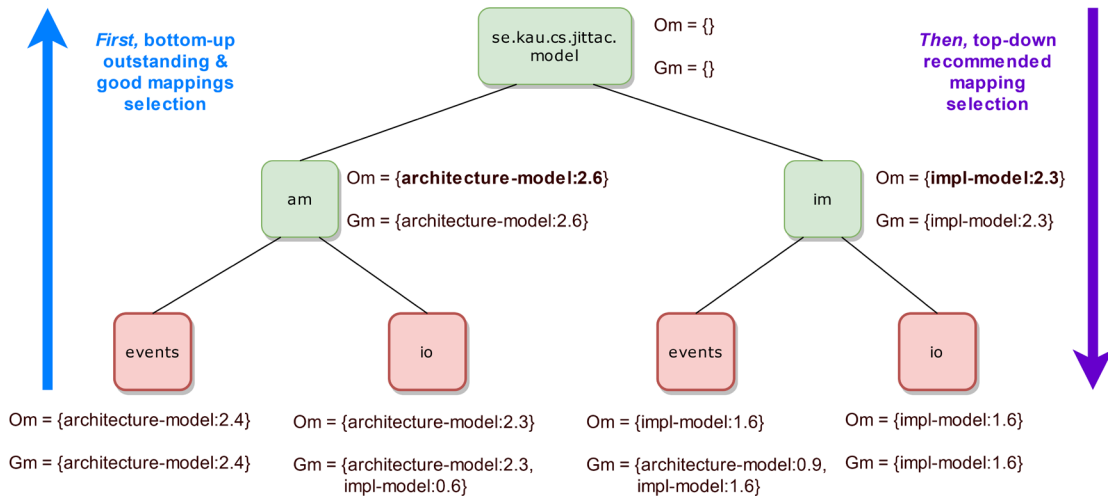 First, bottom-up
outstanding &
good mappings
selection
se.kau.cs.jittac.
model
Om = {}
Gm = {}
Then, top-down
recommended
mapping
selection
am
Om = {architecture-model:2.6}
Gm = {architecture-model:2.6}
im
Om = {impl-model:2.3}
Gm = {impl-model:2.3}
events
io
events
io
Om = {architecture-model:2.4}
Gm = {architecture-model:2.4}
Om = {architecture-model:2.3}
Gm = {architecture-model:2.3,
impl-model:0.6}
Om = {impl-model:1.6}
Gm = {architecture-model:0.9,
impl-model:1.6}
Om = {impl-model:1.6}
Gm = {impl-model:1.6}